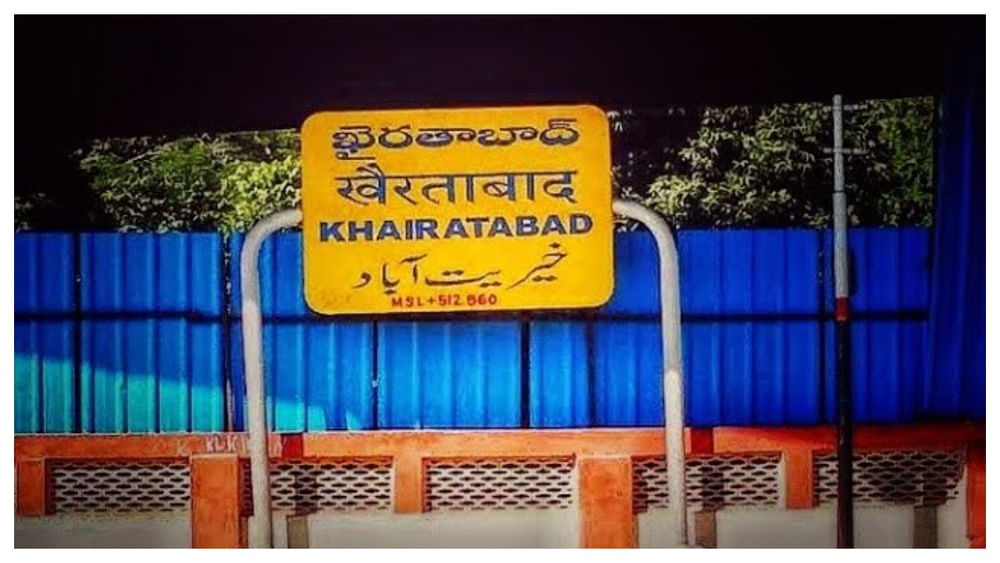 ఖైరతాబాద్
खैरताबाद
KHAIRATABAD
خیریت آباد
MSL+512.860